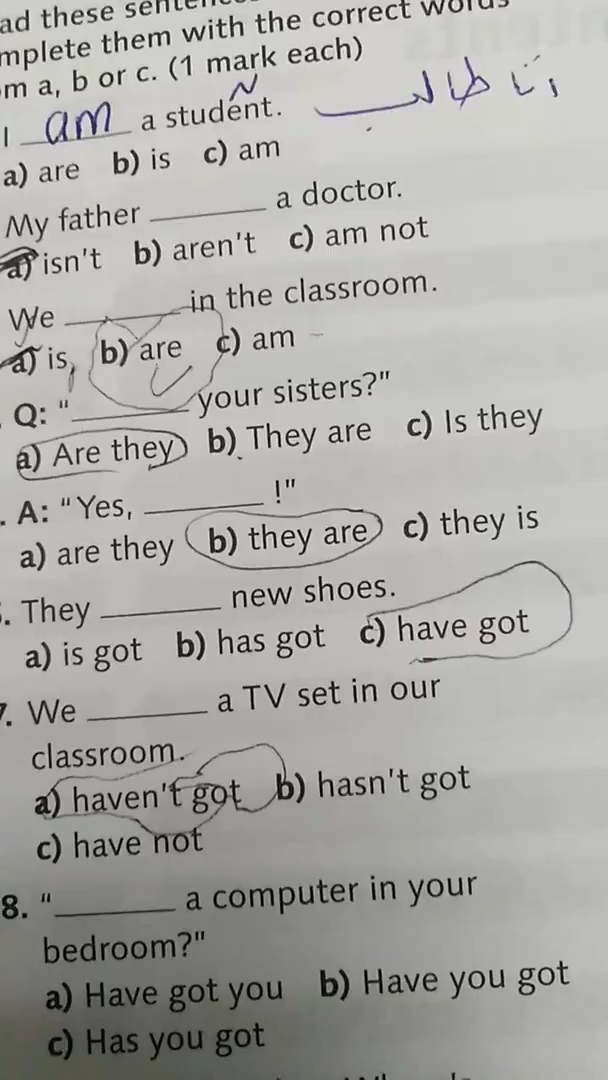 ad these
mplete them with the correct words
m a, b or c. (1 mark each)
I am a student. انا طالب
a) are b) is c) am
My father ______ a doctor.
a) isn't b) aren't c) am not
We ______ in the classroom.
a) is, b) are c) am
Q: "______ your sisters?"
a) Are they b) They are c) Is they
. A: "Yes, ______ !"
a) are they b) they are c) they is
. They ______ new shoes.
a) is got b) has got c) have got
7. We ______ a TV set in our
classroom.
a) haven't got b) hasn't got
c) have not
8. "______ a computer in your
bedroom?"
a) Have got you b) Have you got
c) Has you got